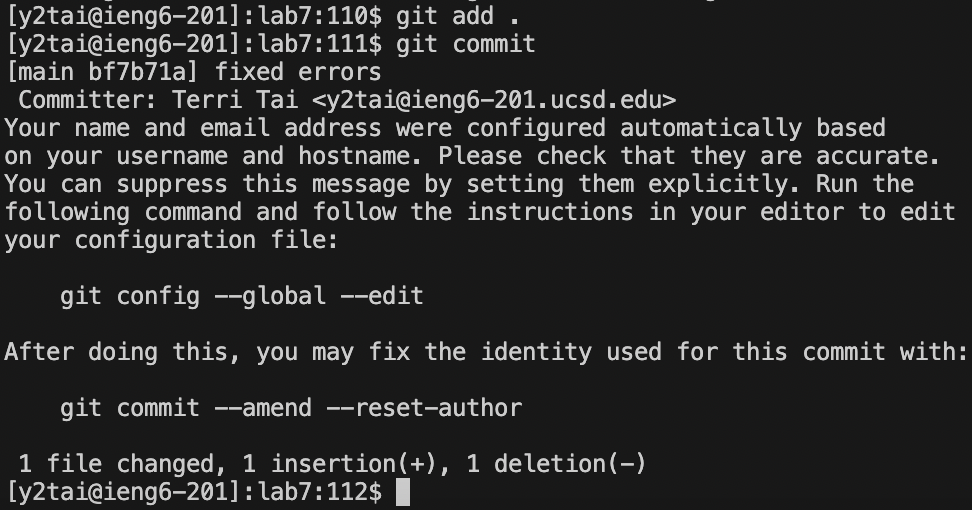 [y2tai@ieng6-201]:lab7:110$ git add .
[y2tai@ieng6-201]:lab7:111$ git commit
[main bf7b71a] fixed errors
 Committer: Terri Tai <y2tai@ieng6-201.ucsd.edu>
Your name and email address were configured automatically based
on your username and hostname. Please check that they are accurate.
You can suppress this message by setting them explicitly. Run the
following command and follow the instructions in your editor to edit
your configuration file:

    git config --global --edit

After doing this, you may fix the identity used for this commit with:

    git commit --amend --reset-author

 1 file changed, 1 insertion(+), 1 deletion(-)
[y2tai@ieng6-201]:lab7:112$